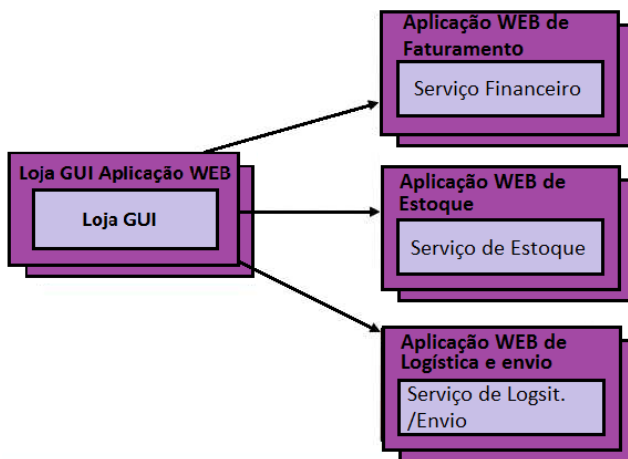 Loja GUI Aplicação WEB
Loja GUI
Aplicação WEB de
Faturamento
Serviço Financeiro
Aplicação WEB de
Estoque
Serviço de Estoque
Aplicação WEB de
Logística e envio
Serviço de Logsit.
/Envio